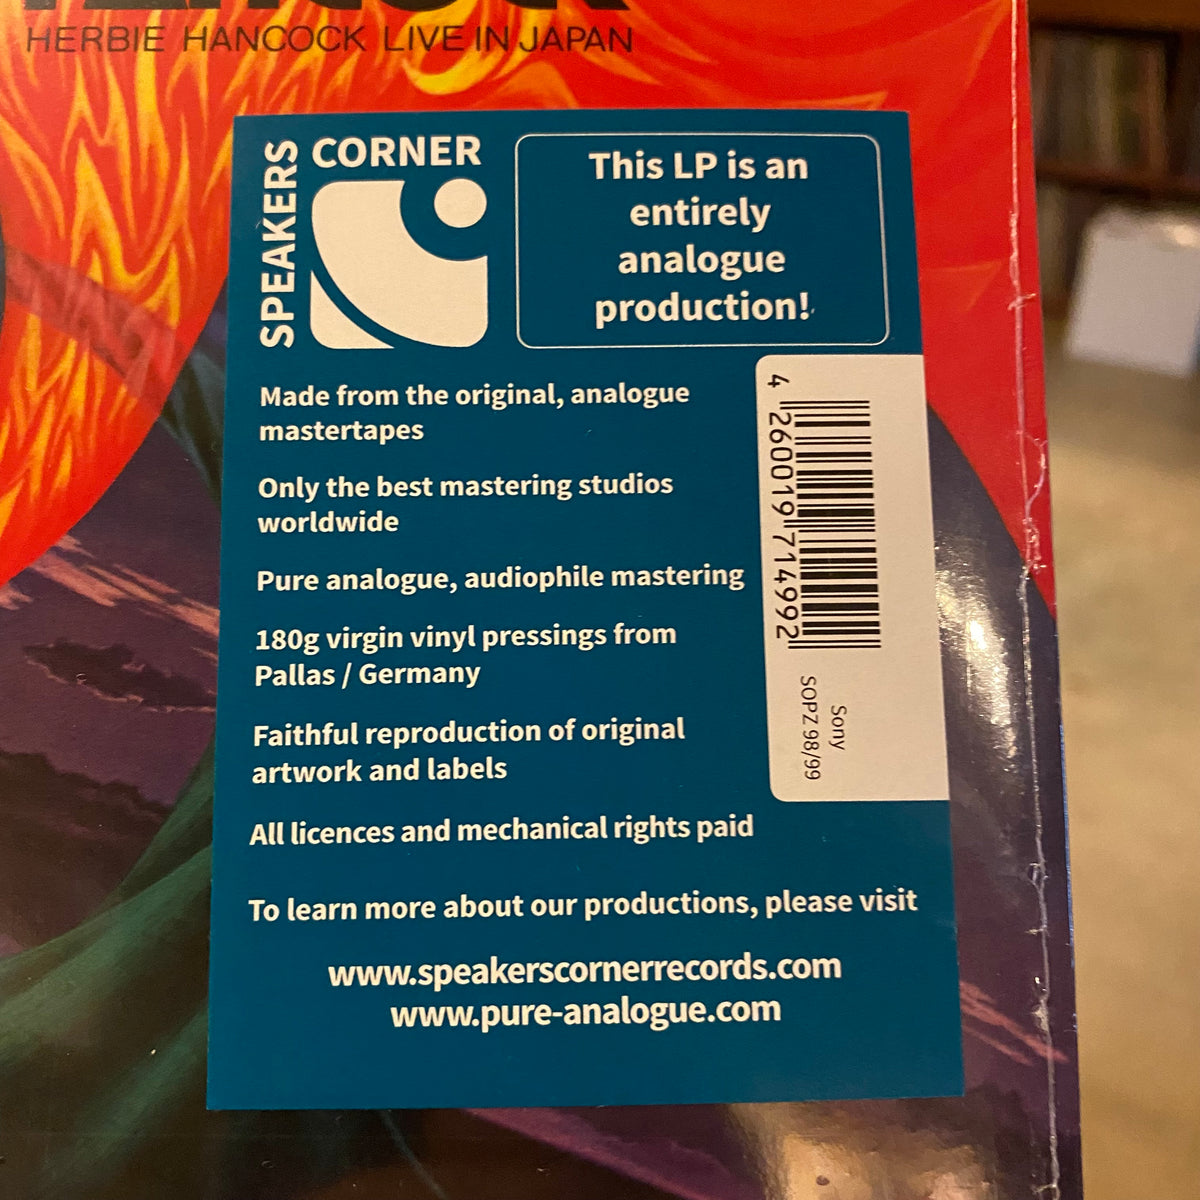 HERBIE HANCOCK LIVE IN JAPAN
SPEAKERS
CORNER
This LP is an
entirely
analogue
production!
Made from the original, analogue
mastertapes
Only the best mastering studios
worldwide
Pure analogue, audiophile mastering
180g virgin vinyl pressings from
Pallas / Germany
Faithful reproduction of original
artwork and labels
All licences and mechanical rights paid
4 260019 714992
Sony
SOPZ 98/99
To learn more about our productions, please visit
www.speakerscornerrecords.com
www.pure-analogue.com